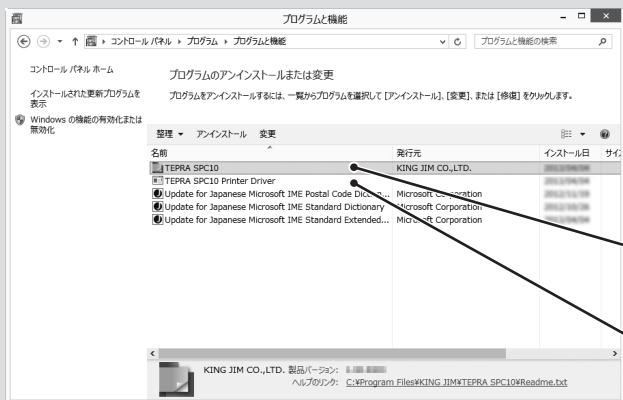 プログラムと機能
コントロール パネル ▸ プログラム ▸ プログラムと機能
プログラムと機能の検索
コントロール パネル ホーム
インストールされた更新プログラムを
表示
Windows の機能の有効化または
無効化
プログラムのアンインストールまたは変更
プログラムをアンインストールするには、一覧からプログラムを選択して [アンインストール]、[変更]、または [修復] をクリックします。
整理 ▾ アンインストール 変更
名前 発行元 インストール日 サイズ
TEPRA SPC10 KING JIM CO.,LTD.
TEPRA SPC10 Printer Driver
Update for Japanese Microsoft IME Postal Code Dictio... Microsoft Corporation
Update for Japanese Microsoft IME Standard Dictionary Microsoft Corporation
Update for Japanese Microsoft IME Standard Extended... Microsoft Corporation
KING JIM CO.,LTD. 製品バージョン:
ヘルプのリンク: C:¥Program Files¥KING JIM¥TEPRA SPC10¥Readme.txt